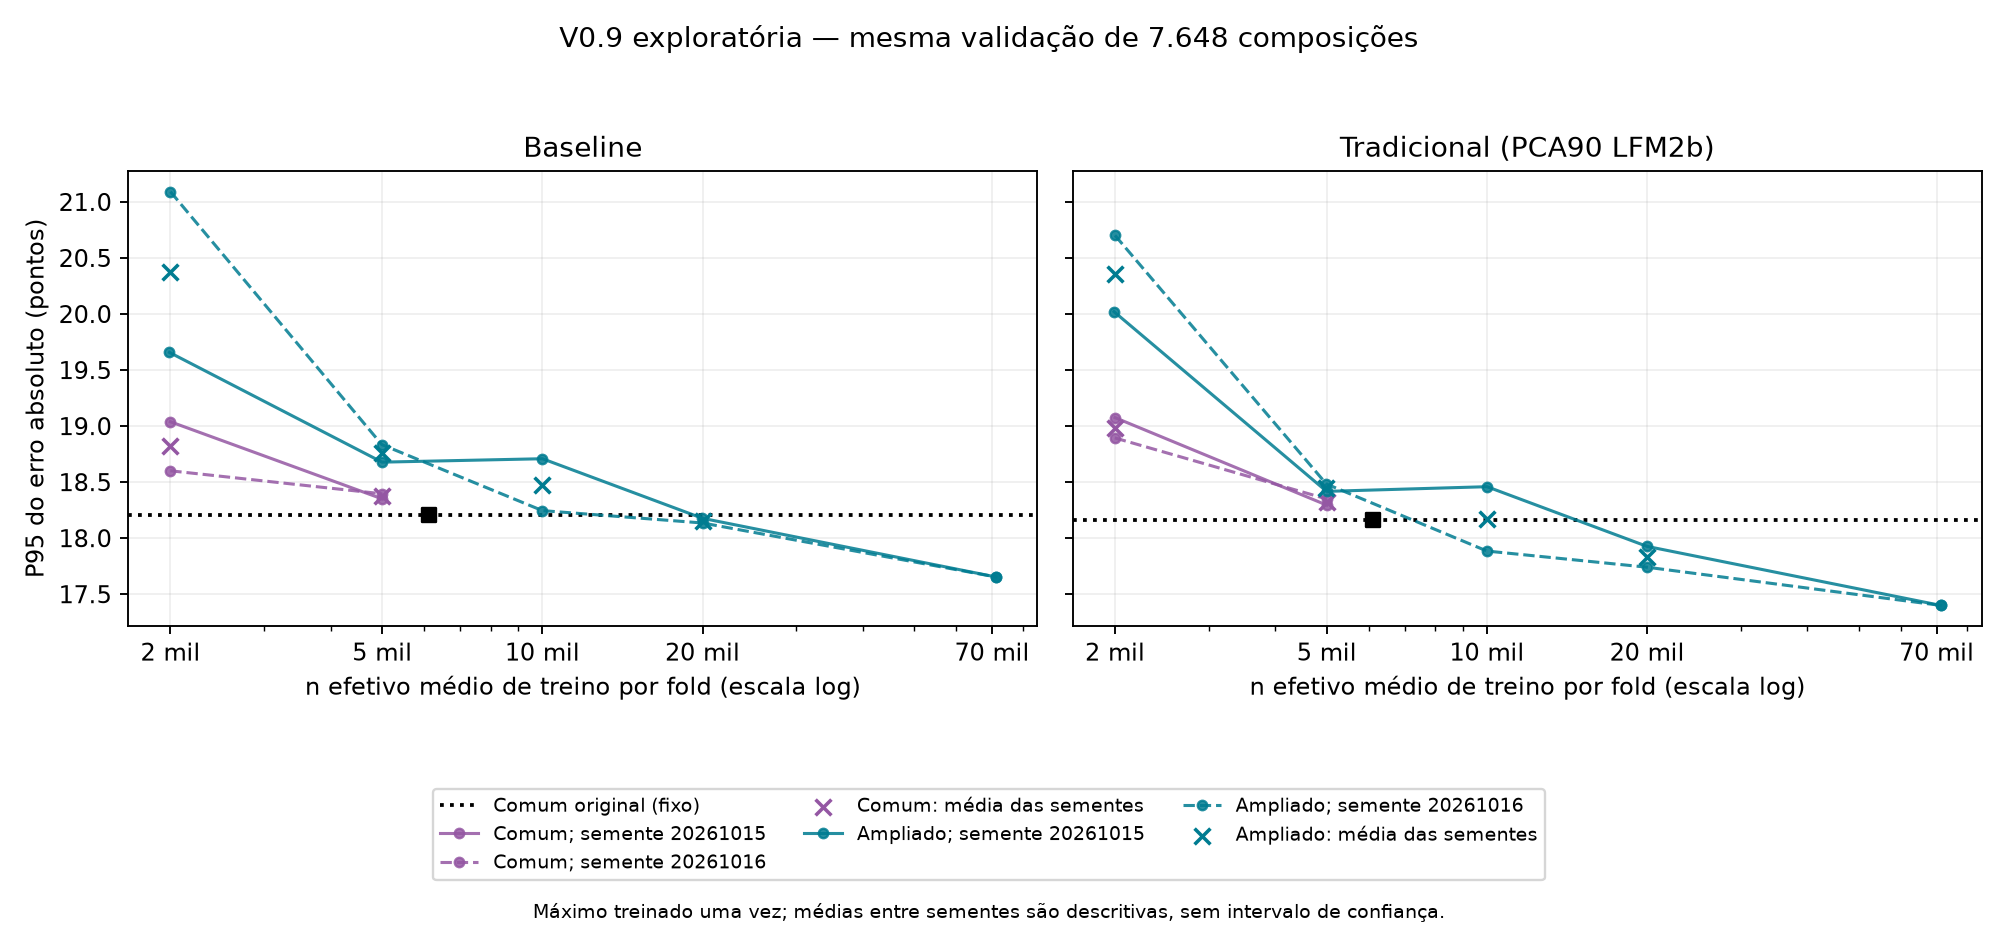 V0.9 exploratória — mesma validação de 7.648 composições
Baseline
Tradicional (PCA90 LFM2b)
P95 do erro absoluto (pontos)
21.0
20.5
20.0
19.5
19.0
18.5
18.0
17.5
2 mil
5 mil
10 mil
20 mil
70 mil
2 mil
5 mil
10 mil
20 mil
70 mil
n efetivo médio de treino por fold (escala log)
n efetivo médio de treino por fold (escala log)
Comum original (fixo)
Comum; semente 20261015
Comum; semente 20261016
Comum: média das sementes
Ampliado; semente 20261015
Ampliado; semente 20261016
Ampliado: média das sementes
Máximo treinado uma vez; médias entre sementes são descritivas, sem intervalo de confiança.